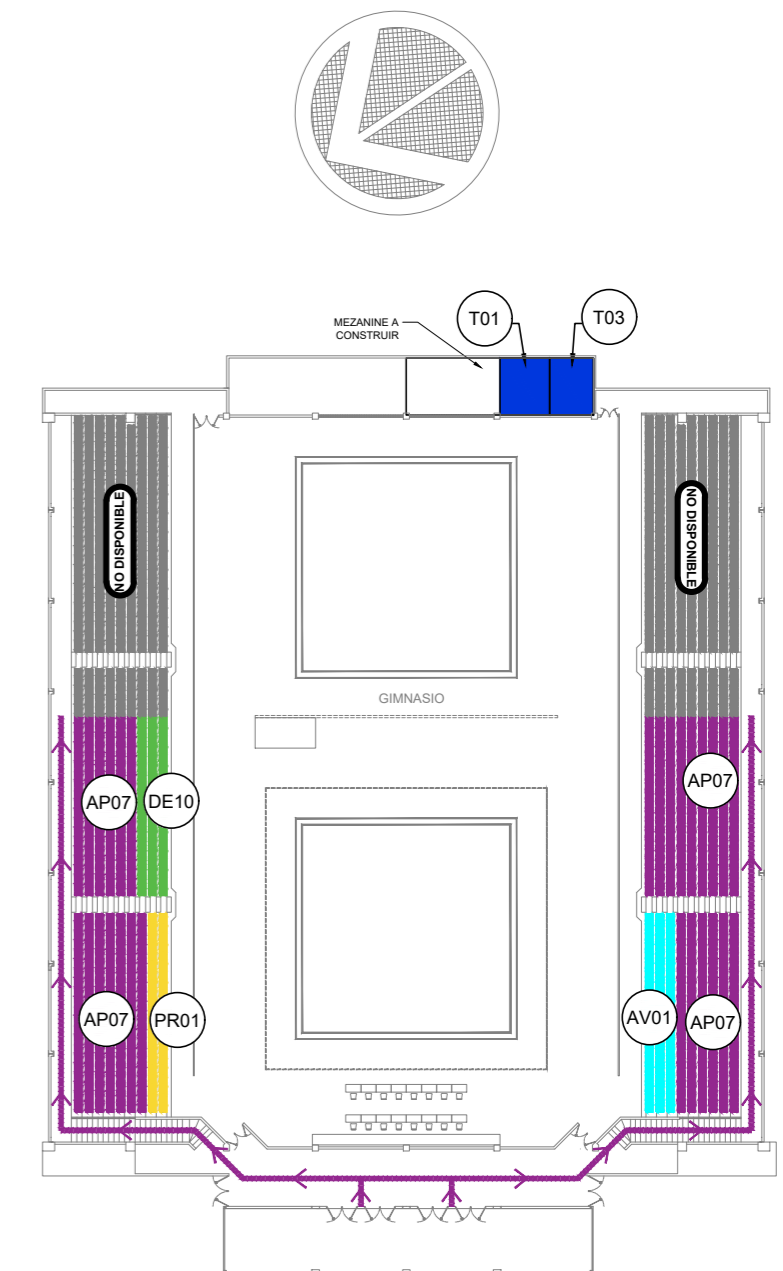 T01
T03
MEZANINE A
CONSTRUIR
NO DISPONIBLE
NO DISPONIBLE
GIMNASIO
AP07
DE10
AP07
AP07
PR01
AV01
AP07